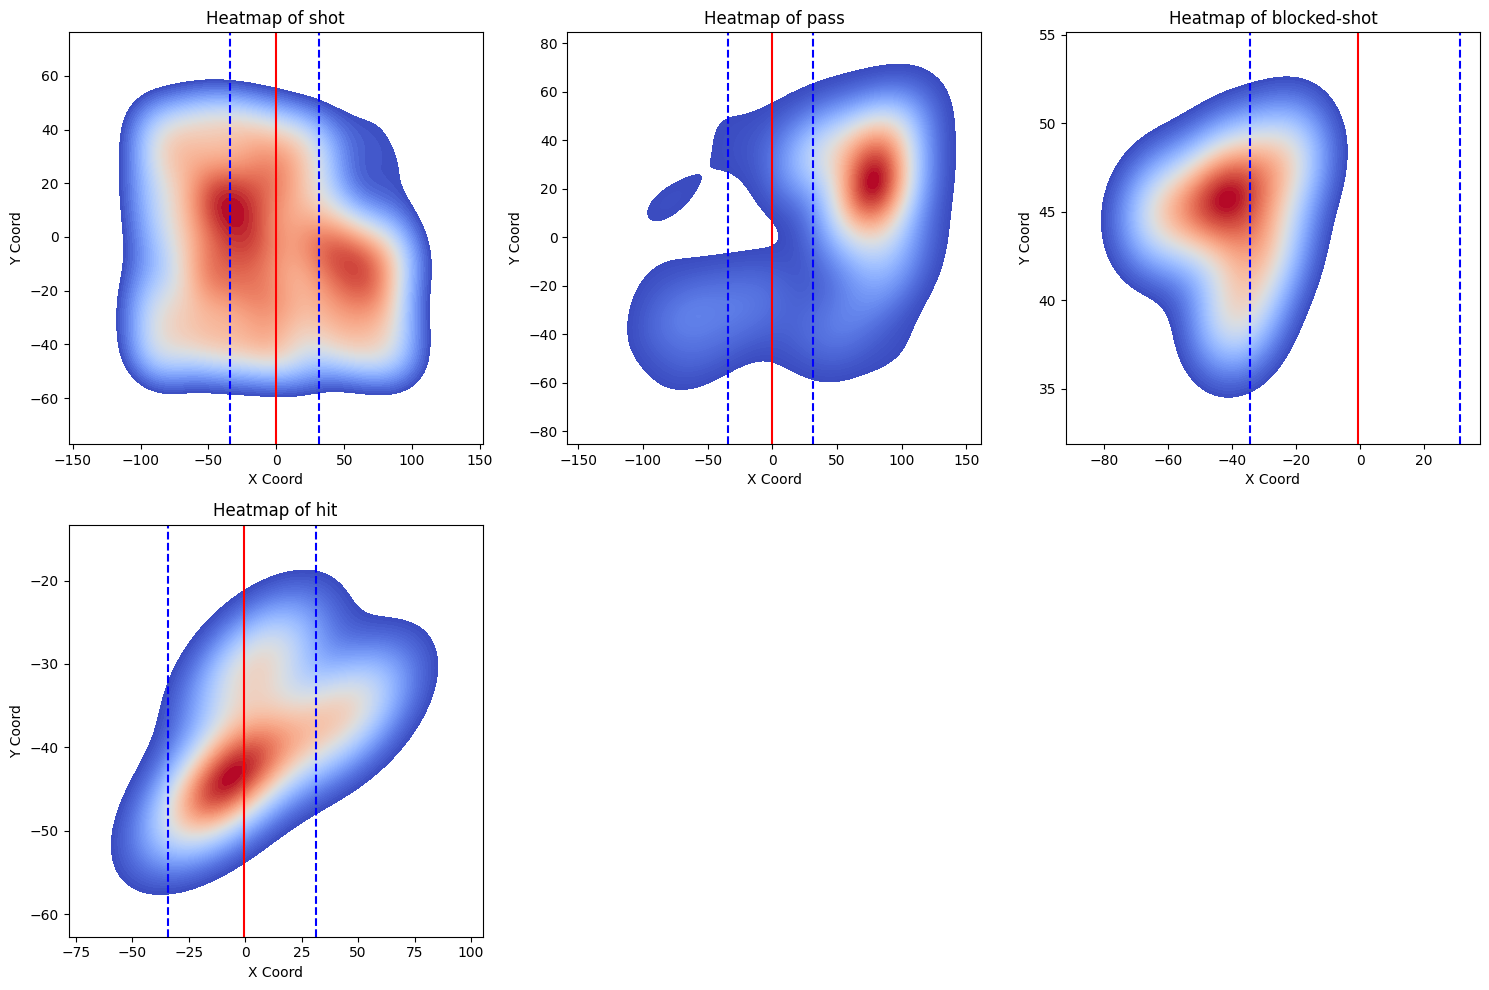 Heatmap of shot
Y Coord
60
40
20
0
−20
−40
−60
−150 −100 −50 0 50 100 150
X Coord
Heatmap of pass
Y Coord
80
60
40
20
0
−20
−40
−60
−80
−150 −100 −50 0 50 100 150
X Coord
Heatmap of blocked-shot
Y Coord
55
50
45
40
35
−80 −60 −40 −20 0 20
X Coord
Heatmap of hit
Y Coord
−20
−30
−40
−50
−60
−75 −50 −25 0 25 50 75 100
X Coord